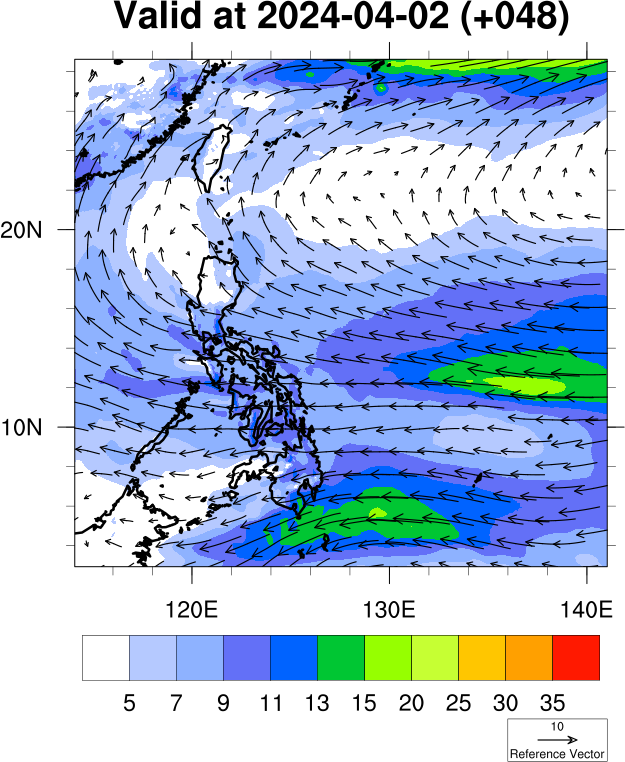 Valid at 2024-04-02 (+048)
20N
10N
120E 130E 140E
5 7 9 11 13 15 20 25 30 35
10
Reference Vector